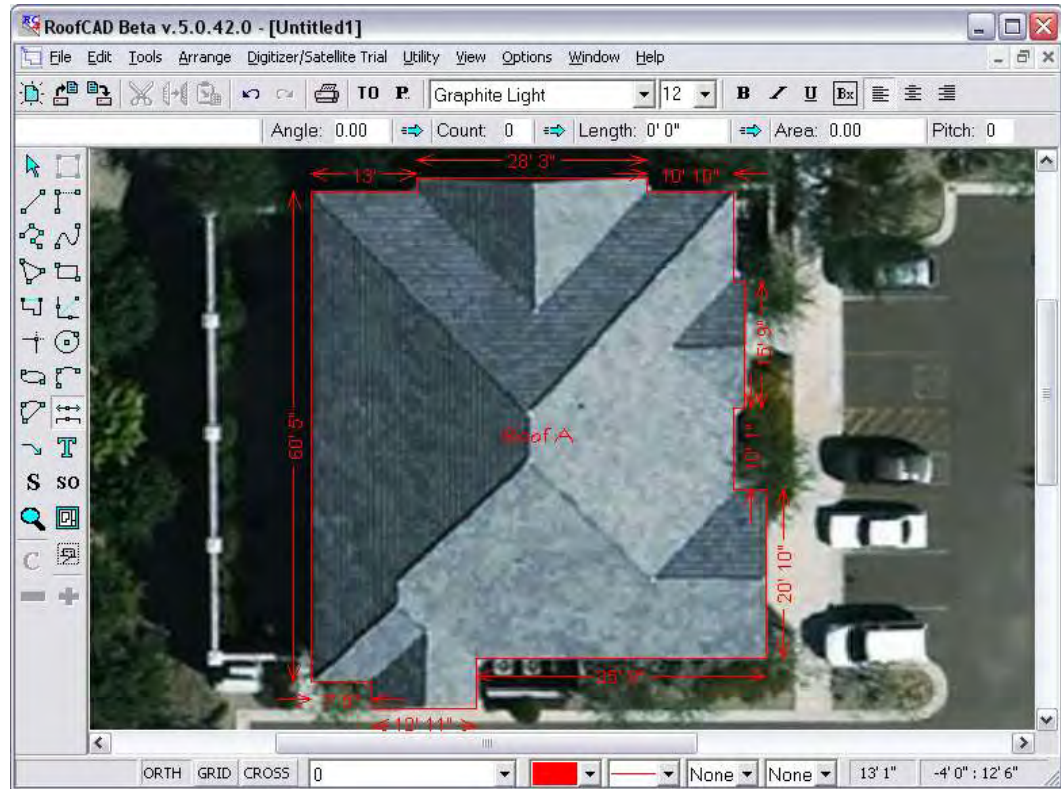 RoofCAD Beta v.5.0.42.0 - [Untitled1]
File Edit Tools Arrange Digitizer/Satellite Trial Utility View Options Window Help
TO P. Graphite Light 12 B I U Bx
Angle: 0.00 Count: 0 Length: 0' 0" Area: 0.00 Pitch: 0
28' 3"
13' 10' 10"
15' 9"
60' 5"
Roof A
10' 1"
20' 10"
T
S SO
C
12' 11"
ORTH GRID CROSS 0 None None 13' 1" -4' 0" : 12' 6"